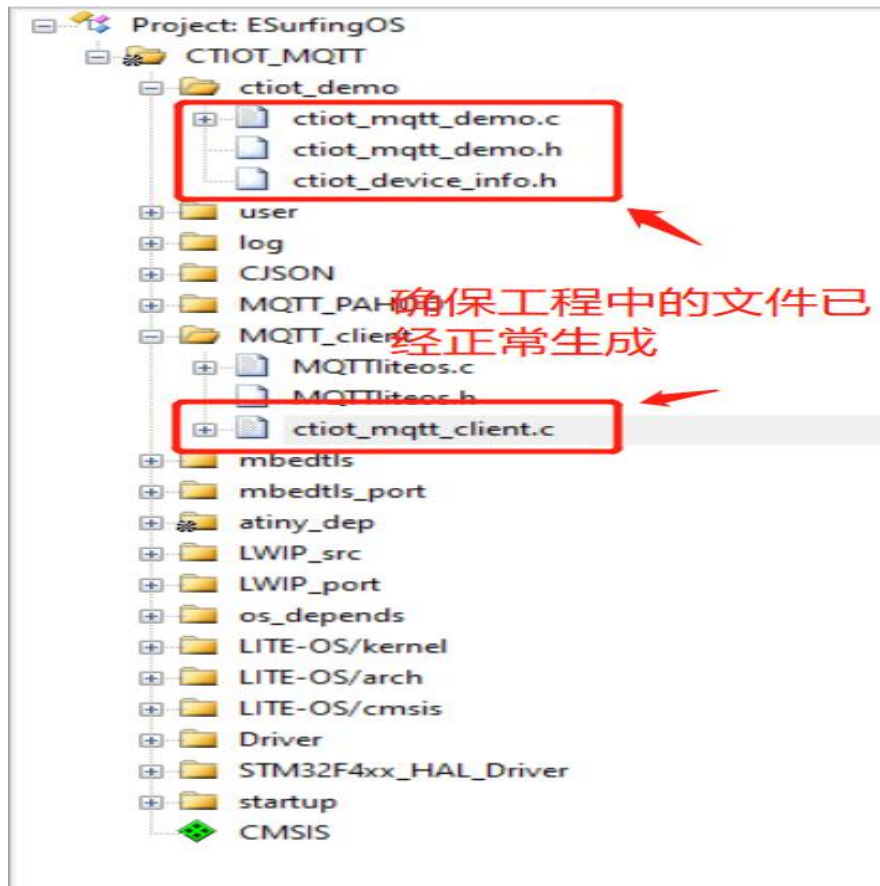 Project: ESurfingOS
CTIOT_MQTT
ctiot_demo
ctiot_mqtt_demo.c
ctiot_mqtt_demo.h
ctiot_device_info.h
user
log
CJSON
MQTT_PAHO
确保工程中的文件已
MQTT_client
经正常生成
MQTTliteos.c
MQTTliteos.h
ctiot_mqtt_client.c
mbedtls
mbedtls_port
atiny_dep
LWIP_src
LWIP_port
os_depends
LITE-OS/kernel
LITE-OS/arch
LITE-OS/cmsis
Driver
STM32F4xx_HAL_Driver
startup
CMSIS